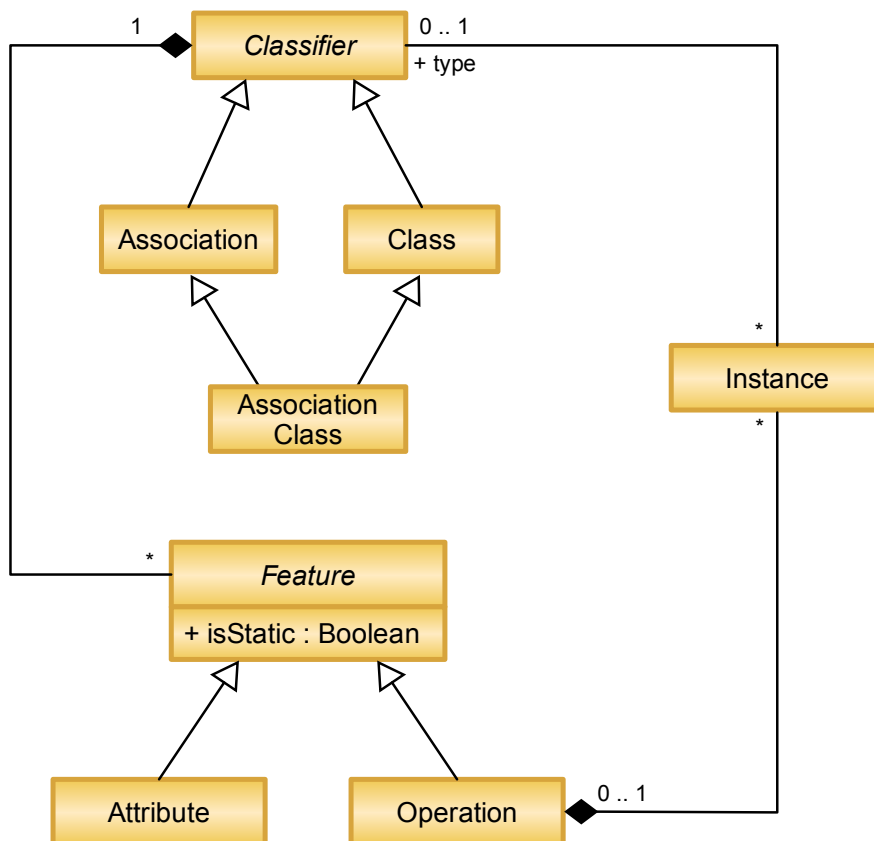 1
Classifier
0 .. 1
+ type
Association
Class
*
Instance
*
Association
Class
*
Feature
+ isStatic : Boolean
Attribute
Operation
0 .. 1